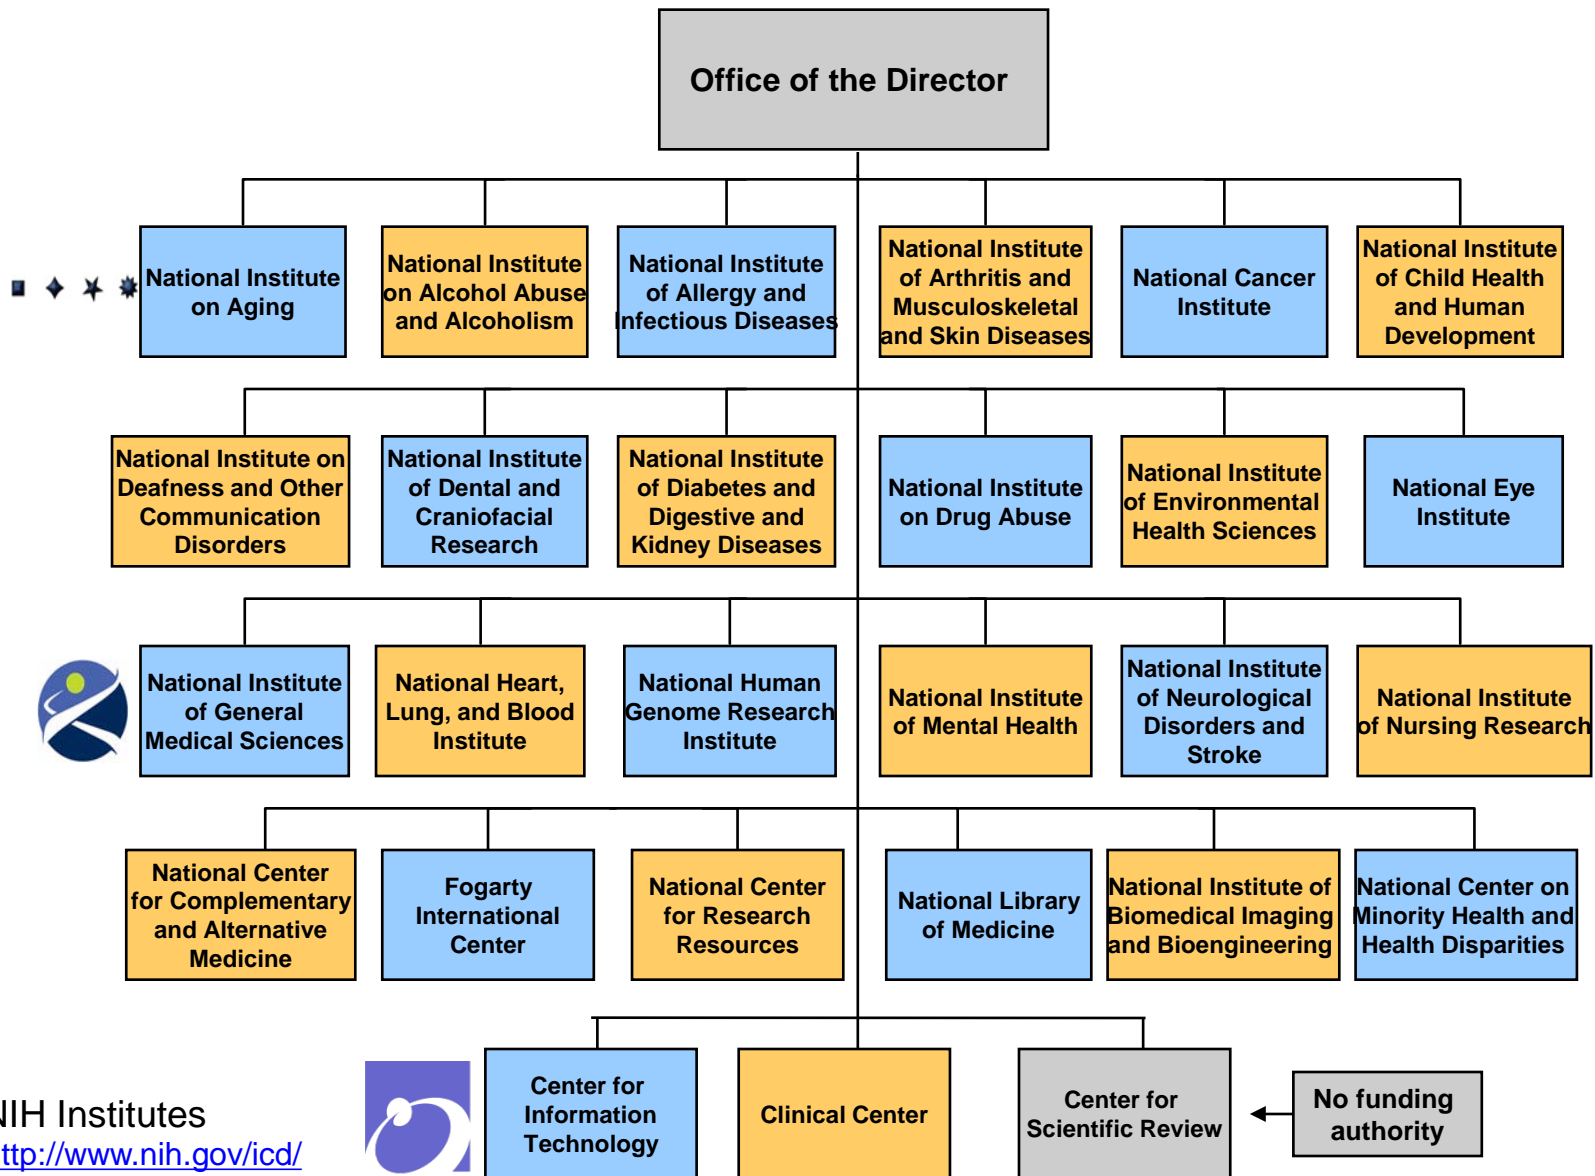 Office of the Director
National Institute
on Aging
National Institute
on Alcohol Abuse
and Alcoholism
National Institute
of Allergy and
Infectious Diseases
National Institute
of Arthritis and
Musculoskeletal
and Skin Diseases
National Cancer
Institute
National Institute
of Child Health
and Human
Development
National Institute on
Deafness and Other
Communication
Disorders
National Institute
of Dental and
Craniofacial
Research
National Institute
of Diabetes and
Digestive and
Kidney Diseases
National Institute
on Drug Abuse
National Institute
of Environmental
Health Sciences
National Eye
Institute
National Institute
of General
Medical Sciences
National Heart,
Lung, and Blood
Institute
National Human
Genome Research
Institute
National Institute
of Mental Health
National Institute
of Neurological
Disorders and
Stroke
National Institute
of Nursing Research
National Center
for Complementary
and Alternative
Medicine
Fogarty
International
Center
National Center
for Research
Resources
National Library
of Medicine
National Institute of
Biomedical Imaging
and Bioengineering
National Center on
Minority Health and
Health Disparities
Center for
Information
Technology
Clinical Center
Center for
Scientific Review
No funding
authority
NIH Institutes
ttp://www.nih.gov/icd/